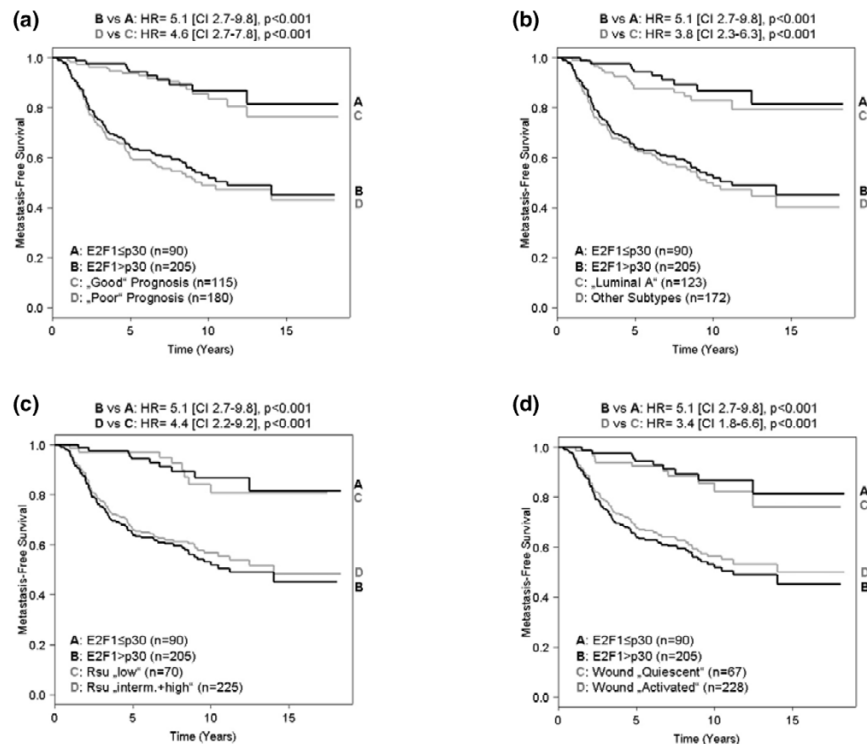 (a)
B vs A: HR= 5.1 [CI 2.7-9.8], p<0.001
D vs C: HR= 4.6 [CI 2.7-7.8], p<0.001
Metastasis-Free Survival
1.0
0.8
0.6
0.4
0.2
0.0
A
C
B
D
A: E2F1≤p30 (n=90)
B: E2F1>p30 (n=205)
C: „Good“ Prognosis (n=115)
D: „Poor“ Prognosis (n=180)
0 5 10 15
Time (Years)
(b)
B vs A: HR= 5.1 [CI 2.7-9.8], p<0.001
D vs C: HR= 3.8 [CI 2.3-6.3], p<0.001
Metastasis-Free Survival
1.0
0.8
0.6
0.4
0.2
0.0
A
C
B
D
A: E2F1≤p30 (n=90)
B: E2F1>p30 (n=205)
C: „Luminal A“ (n=123)
D: Other Subtypes (n=172)
0 5 10 15
Time (Years)
(c)
B vs A: HR= 5.1 [CI 2.7-9.8], p<0.001
D vs C: HR= 4.4 [CI 2.2-9.2], p<0.001
Metastasis-Free Survival
1.0
0.8
0.6
0.4
0.2
0.0
A
C
D
B
A: E2F1≤p30 (n=90)
B: E2F1>p30 (n=205)
C: Rsu „low“ (n=70)
D: Rsu „interm.+high“ (n=225)
0 5 10 15
Time (Years)
(d)
B vs A: HR= 5.1 [CI 2.7-9.8], p<0.001
D vs C: HR= 3.4 [CI 1.8-6.6], p<0.001
Metastasis-Free Survival
1.0
0.8
0.6
0.4
0.2
0.0
A
C
D
B
A: E2F1≤p30 (n=90)
B: E2F1>p30 (n=205)
C: Wound „Quiescent“ (n=67)
D: Wound „Activated“ (n=228)
0 5 10 15
Time (Years)